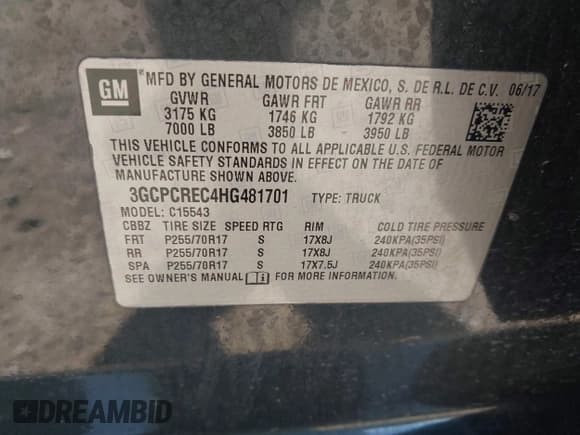 GM
MFD BY GENERAL MOTORS DE MEXICO, S. DE R.L. DE C.V. 06/17
GVWR GAWR FRT GAWR RR
3175 KG 1746 KG 1792 KG
7000 LB 3850 LB 3950 LB
THIS VEHICLE CONFORMS TO ALL APPLICABLE U.S. FEDERAL MOTOR
VEHICLE SAFETY STANDARDS IN EFFECT ON THE DATE OF
MANUFACTURE SHOWN ABOVE.
3GCPCREC4HG481701 TYPE: TRUCK
MODEL: C15543
CBBZ TIRE SIZE SPEED RTG RIM COLD TIRE PRESSURE
FRT P255/70R17 S 17X8J 240KPA(35PSI)
RR P255/70R17 S 17X8J 240KPA(35PSI)
SPA P255/70R17 S 17X7.5J 240KPA(35PSI)
SEE OWNER'S MANUAL FOR MORE INFORMATION.
DREAMBID